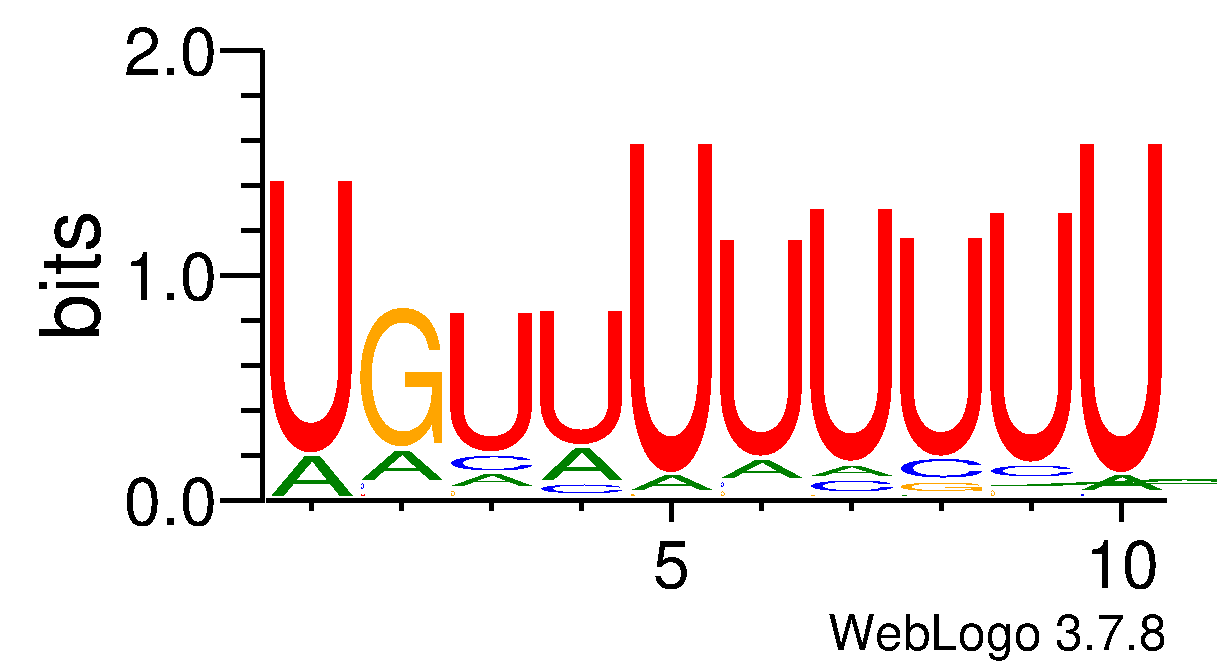 2.0
bits
1.0
0.0
U G U U U U U U U U
A A C A A A A C C A
A C C G
5 10
WebLogo 3.7.8